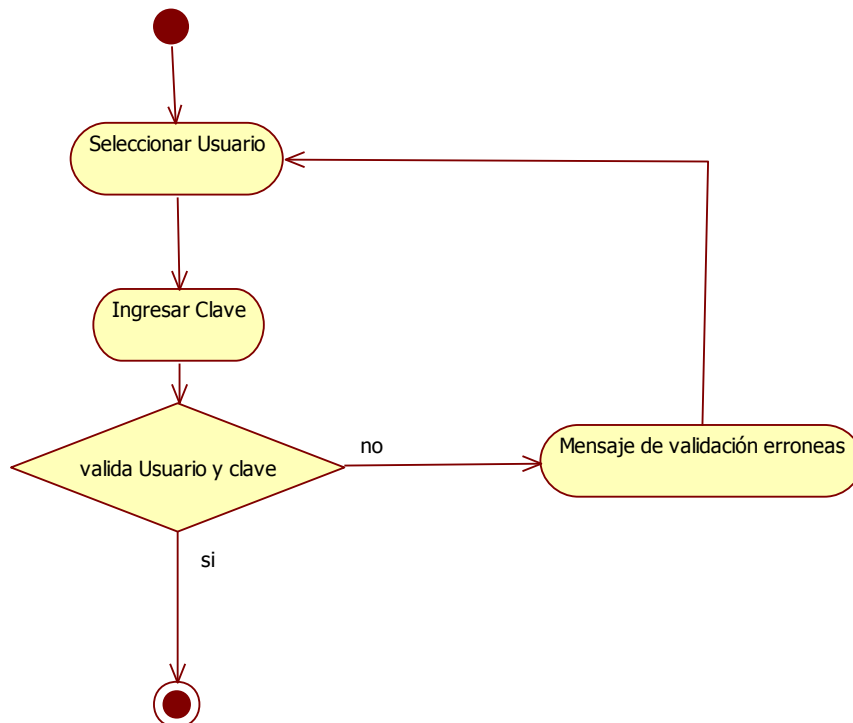 Seleccionar Usuario
Ingresar Clave
valida Usuario y clave
no
Mensaje de validación erroneas
si